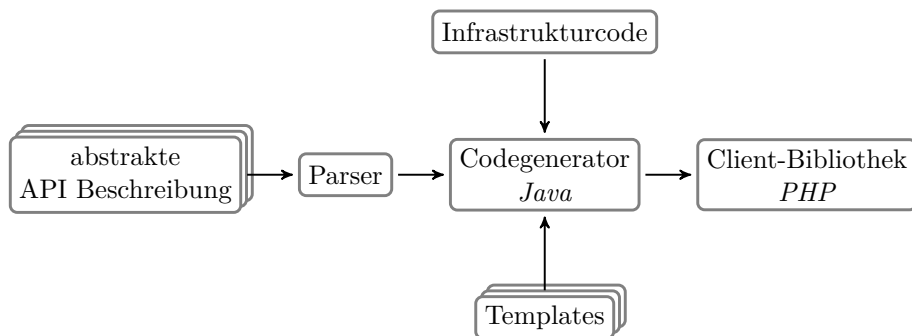 Infrastrukturcode
abstrakte
API Beschreibung
Parser
Codegenerator
Java
Client-Bibliothek
PHP
Templates